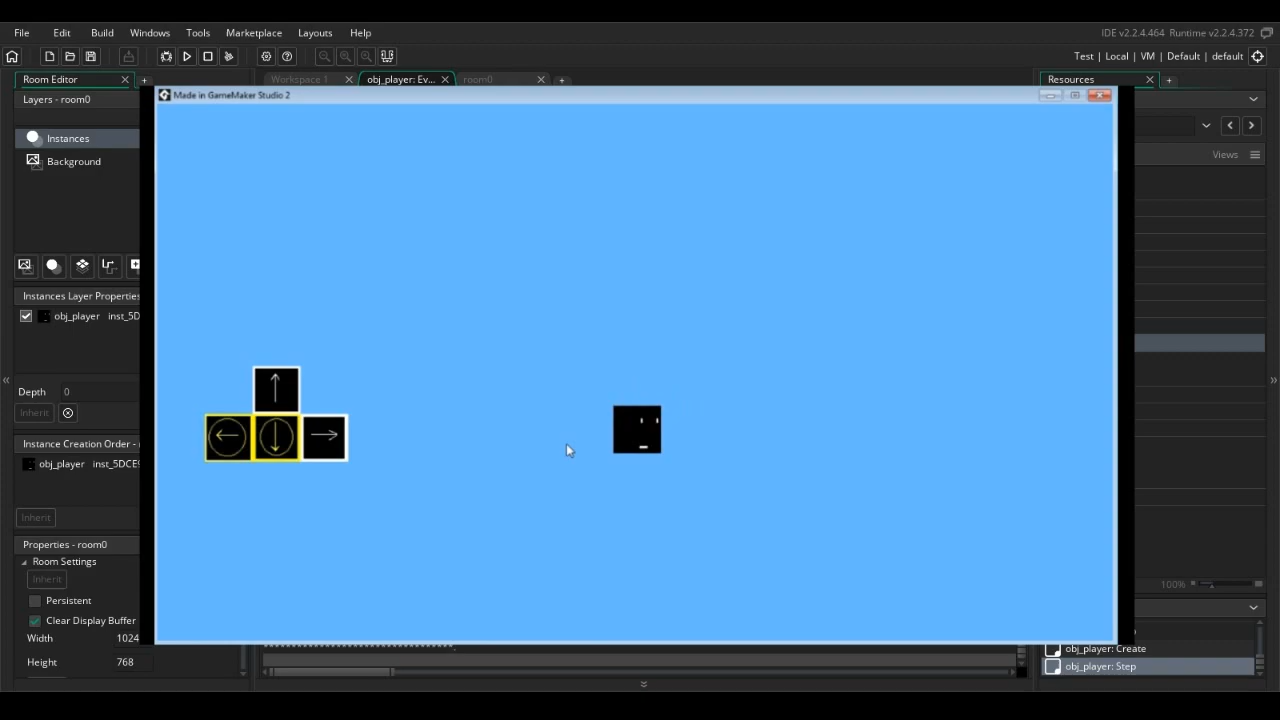 File Edit Build Windows Tools Marketplace Layouts Help IDE v2.2.4.464 Runtime v2.2.4.372
Test | Local | VM | Default | default
Room Editor Workspace 1 obj_player: Ev... room0 Resources
Made in GameMaker Studio 2
Layers - room0
Instances
Background
Views
Instances Layer Properties
obj_player inst_5D
Depth 0
Inherit
Instance Creation Order -
obj_player inst_5DCE
Inherit
Properties - room0
Room Settings
Inherit
Persistent
Clear Display Buffer
Width 1024
Height 768
100%
obj_player: Create
obj_player: Step